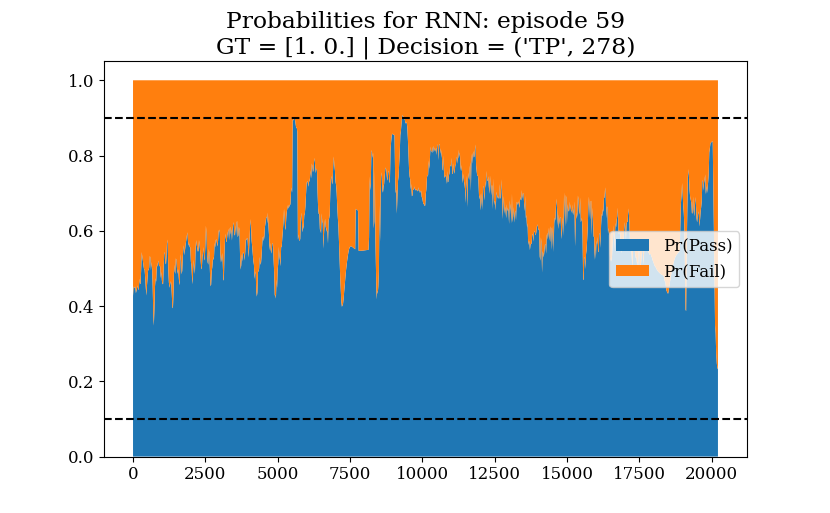 Probabilities for RNN: episode 59
GT = [1. 0.] | Decision = ('TP', 278)
1.0
0.8
0.6
0.4
0.2
0.0
Pr(Pass)
Pr(Fail)
0 2500 5000 7500 10000 12500 15000 17500 20000